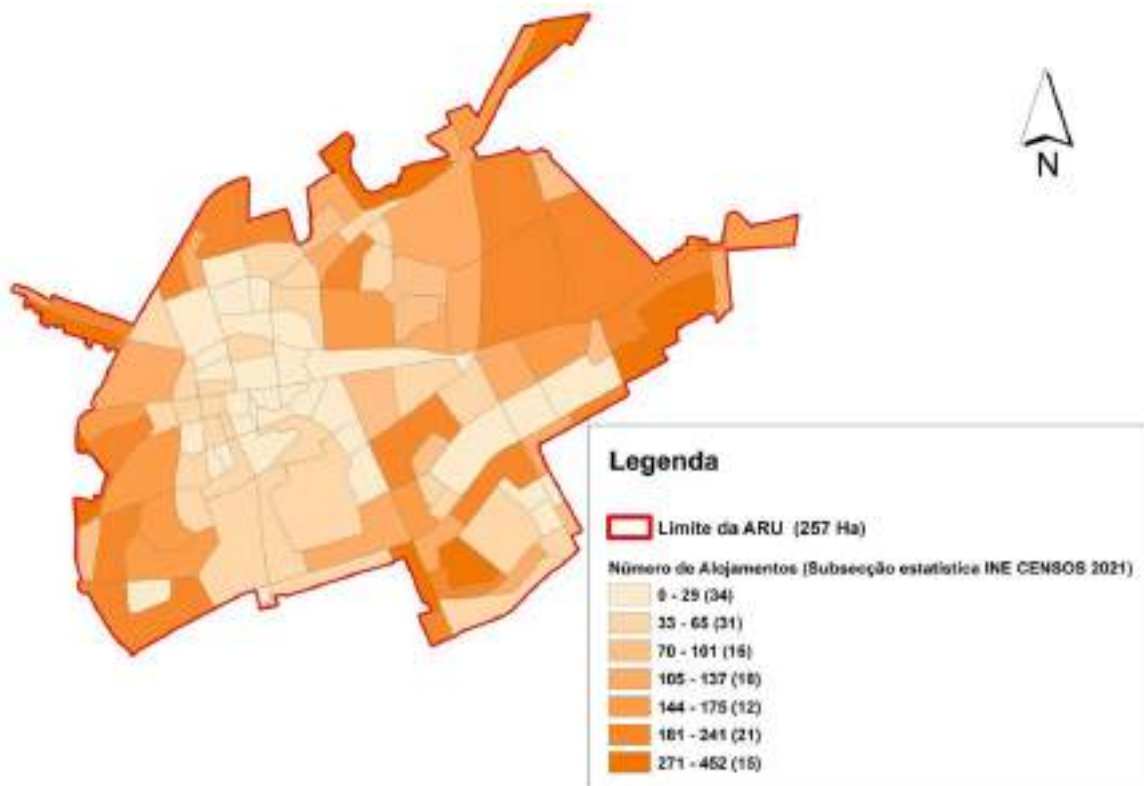 N
Legenda
Limite da ARU (257 Ha)
Número de Alojamentos (Subsecção estatística INE CENSOS 2021)
0 - 29 (34)
33 - 65 (31)
70 - 101 (16)
105 - 137 (18)
144 - 175 (12)
181 - 241 (21)
271 - 452 (15)